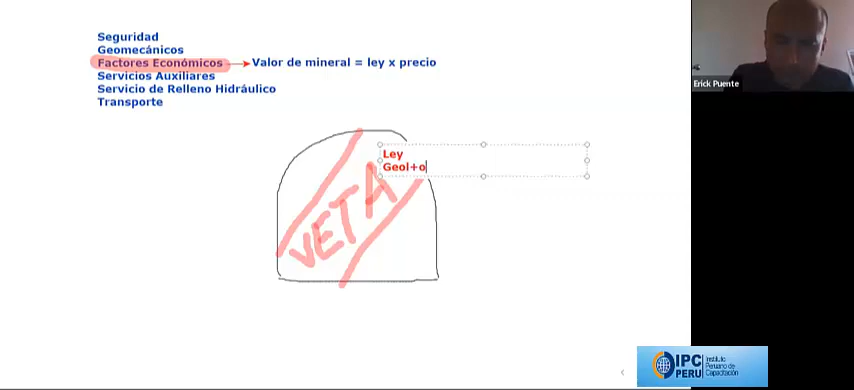 Seguridad
Geomecánicos
Factores Económicos
Valor de mineral = ley x precio
Servicios Auxiliares
Servicio de Relleno Hidráulico
Transporte
Erick Puente
Ley
Geol+o
VETA
IPC
PERU
Instituto
Peruano de
Capacitación